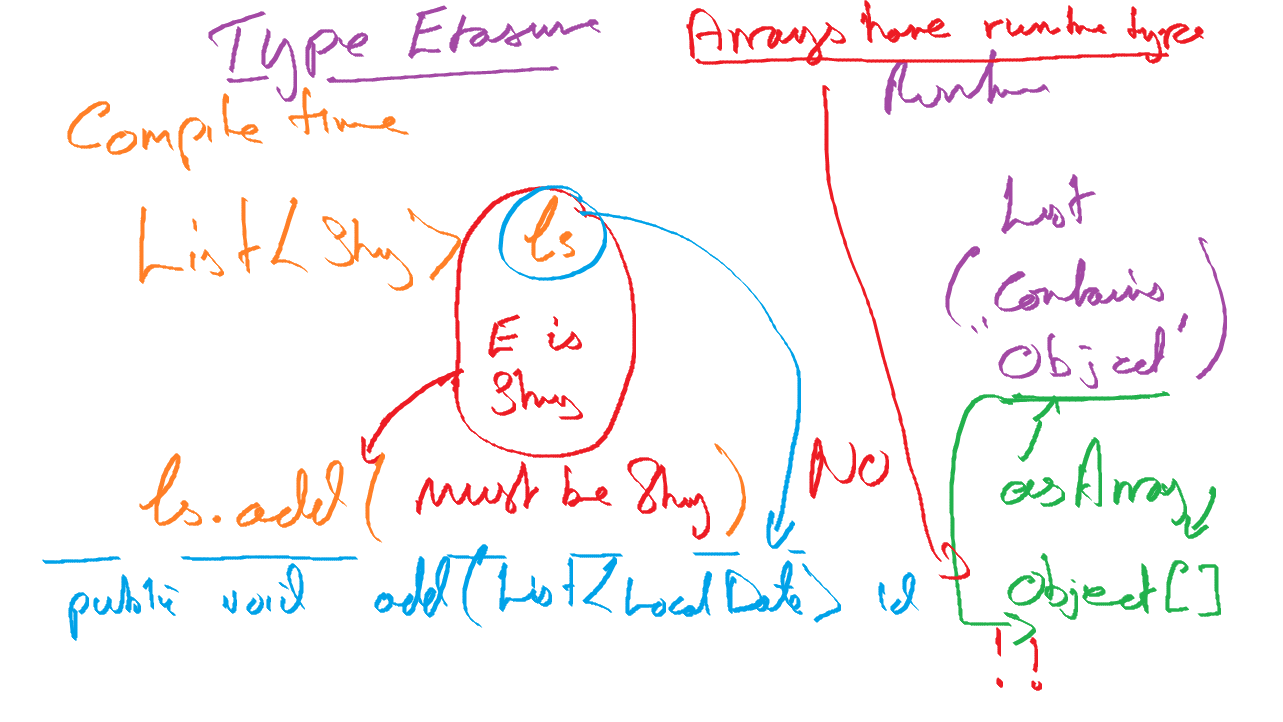 Type Erasure
Arrays have runtime type
Runtime
Compile time
List
List< String > ls
(contains
"Object")
E is
String
asArray
NO
ls.add( must be String )
public void add(List<LocalDate> ld
Object[]
!!